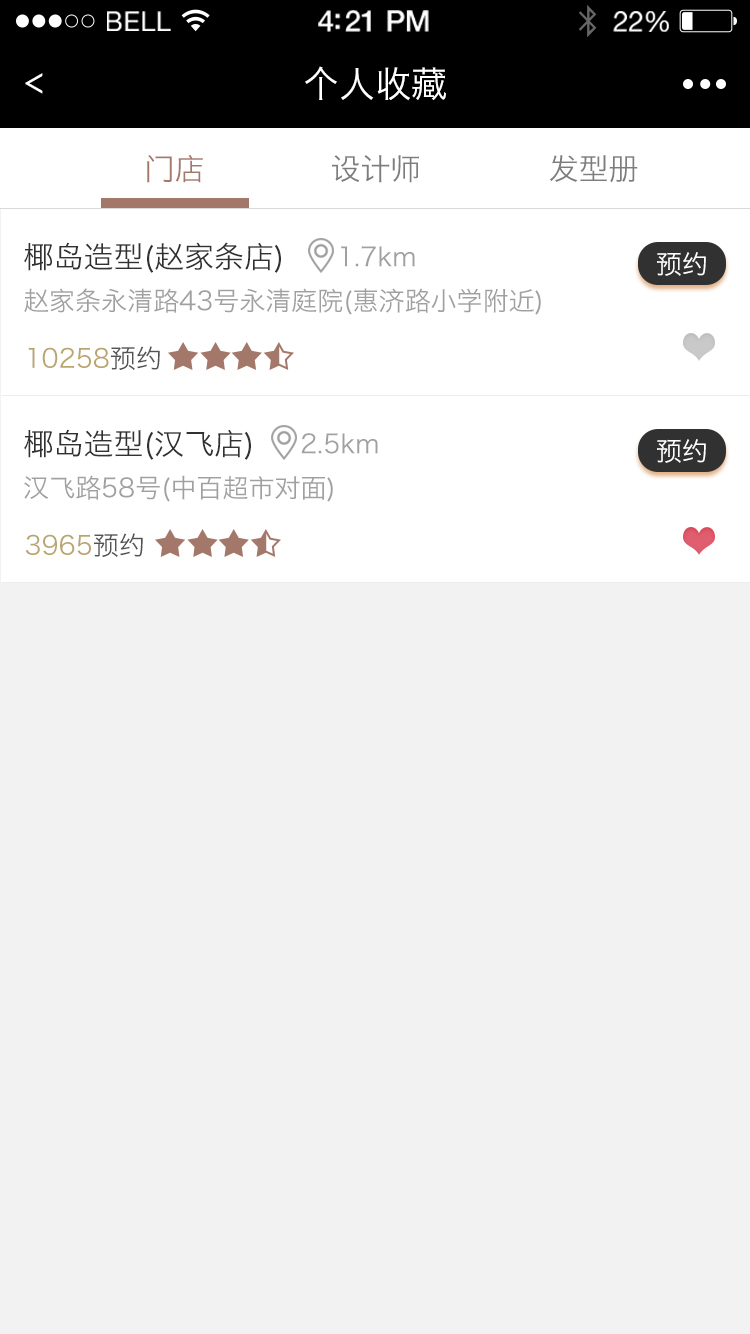 BELL 4:21 PM 22%
< 个人收藏
门店 设计师 发型册
椰岛造型(赵家条店) 1.7km 预约
赵家条永清路43号永清庭院(惠济路小学附近)
10258预约
椰岛造型(汉飞店) 2.5km 预约
汉飞路58号(中百超市对面)
3965预约